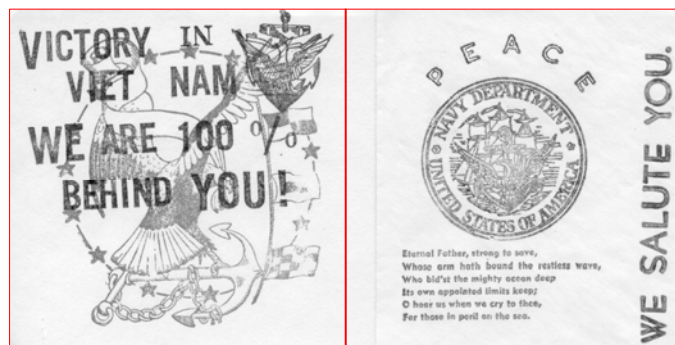 VICTORY IN
VIET NAM
WE ARE 100%
BEHIND YOU!
PEACE
NAVY DEPARTMENT
UNITED STATES OF AMERICA
Eternal Father, strong to save,
Whose arm hath bound the restless wave,
Who bid'st the mighty ocean deep
Its own appointed limits keep;
O hear us when we cry to thee,
For those in peril on the sea.
WE SALUTE YOU.